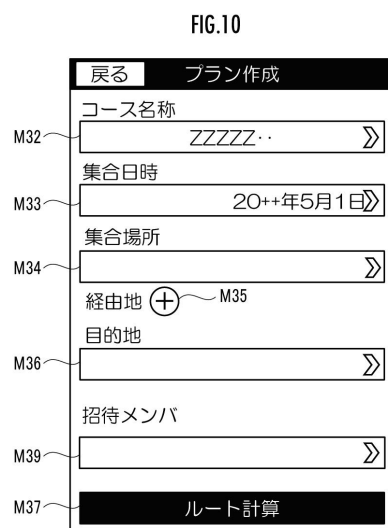 FIG.10
戻る プラン作成
コース名称
M32 ZZZZZ‥
集合日時
M33 20++年5月1日
集合場所
M34
経由地 M35
目的地
M36
招待メンバ
M39
M37 ルート計算